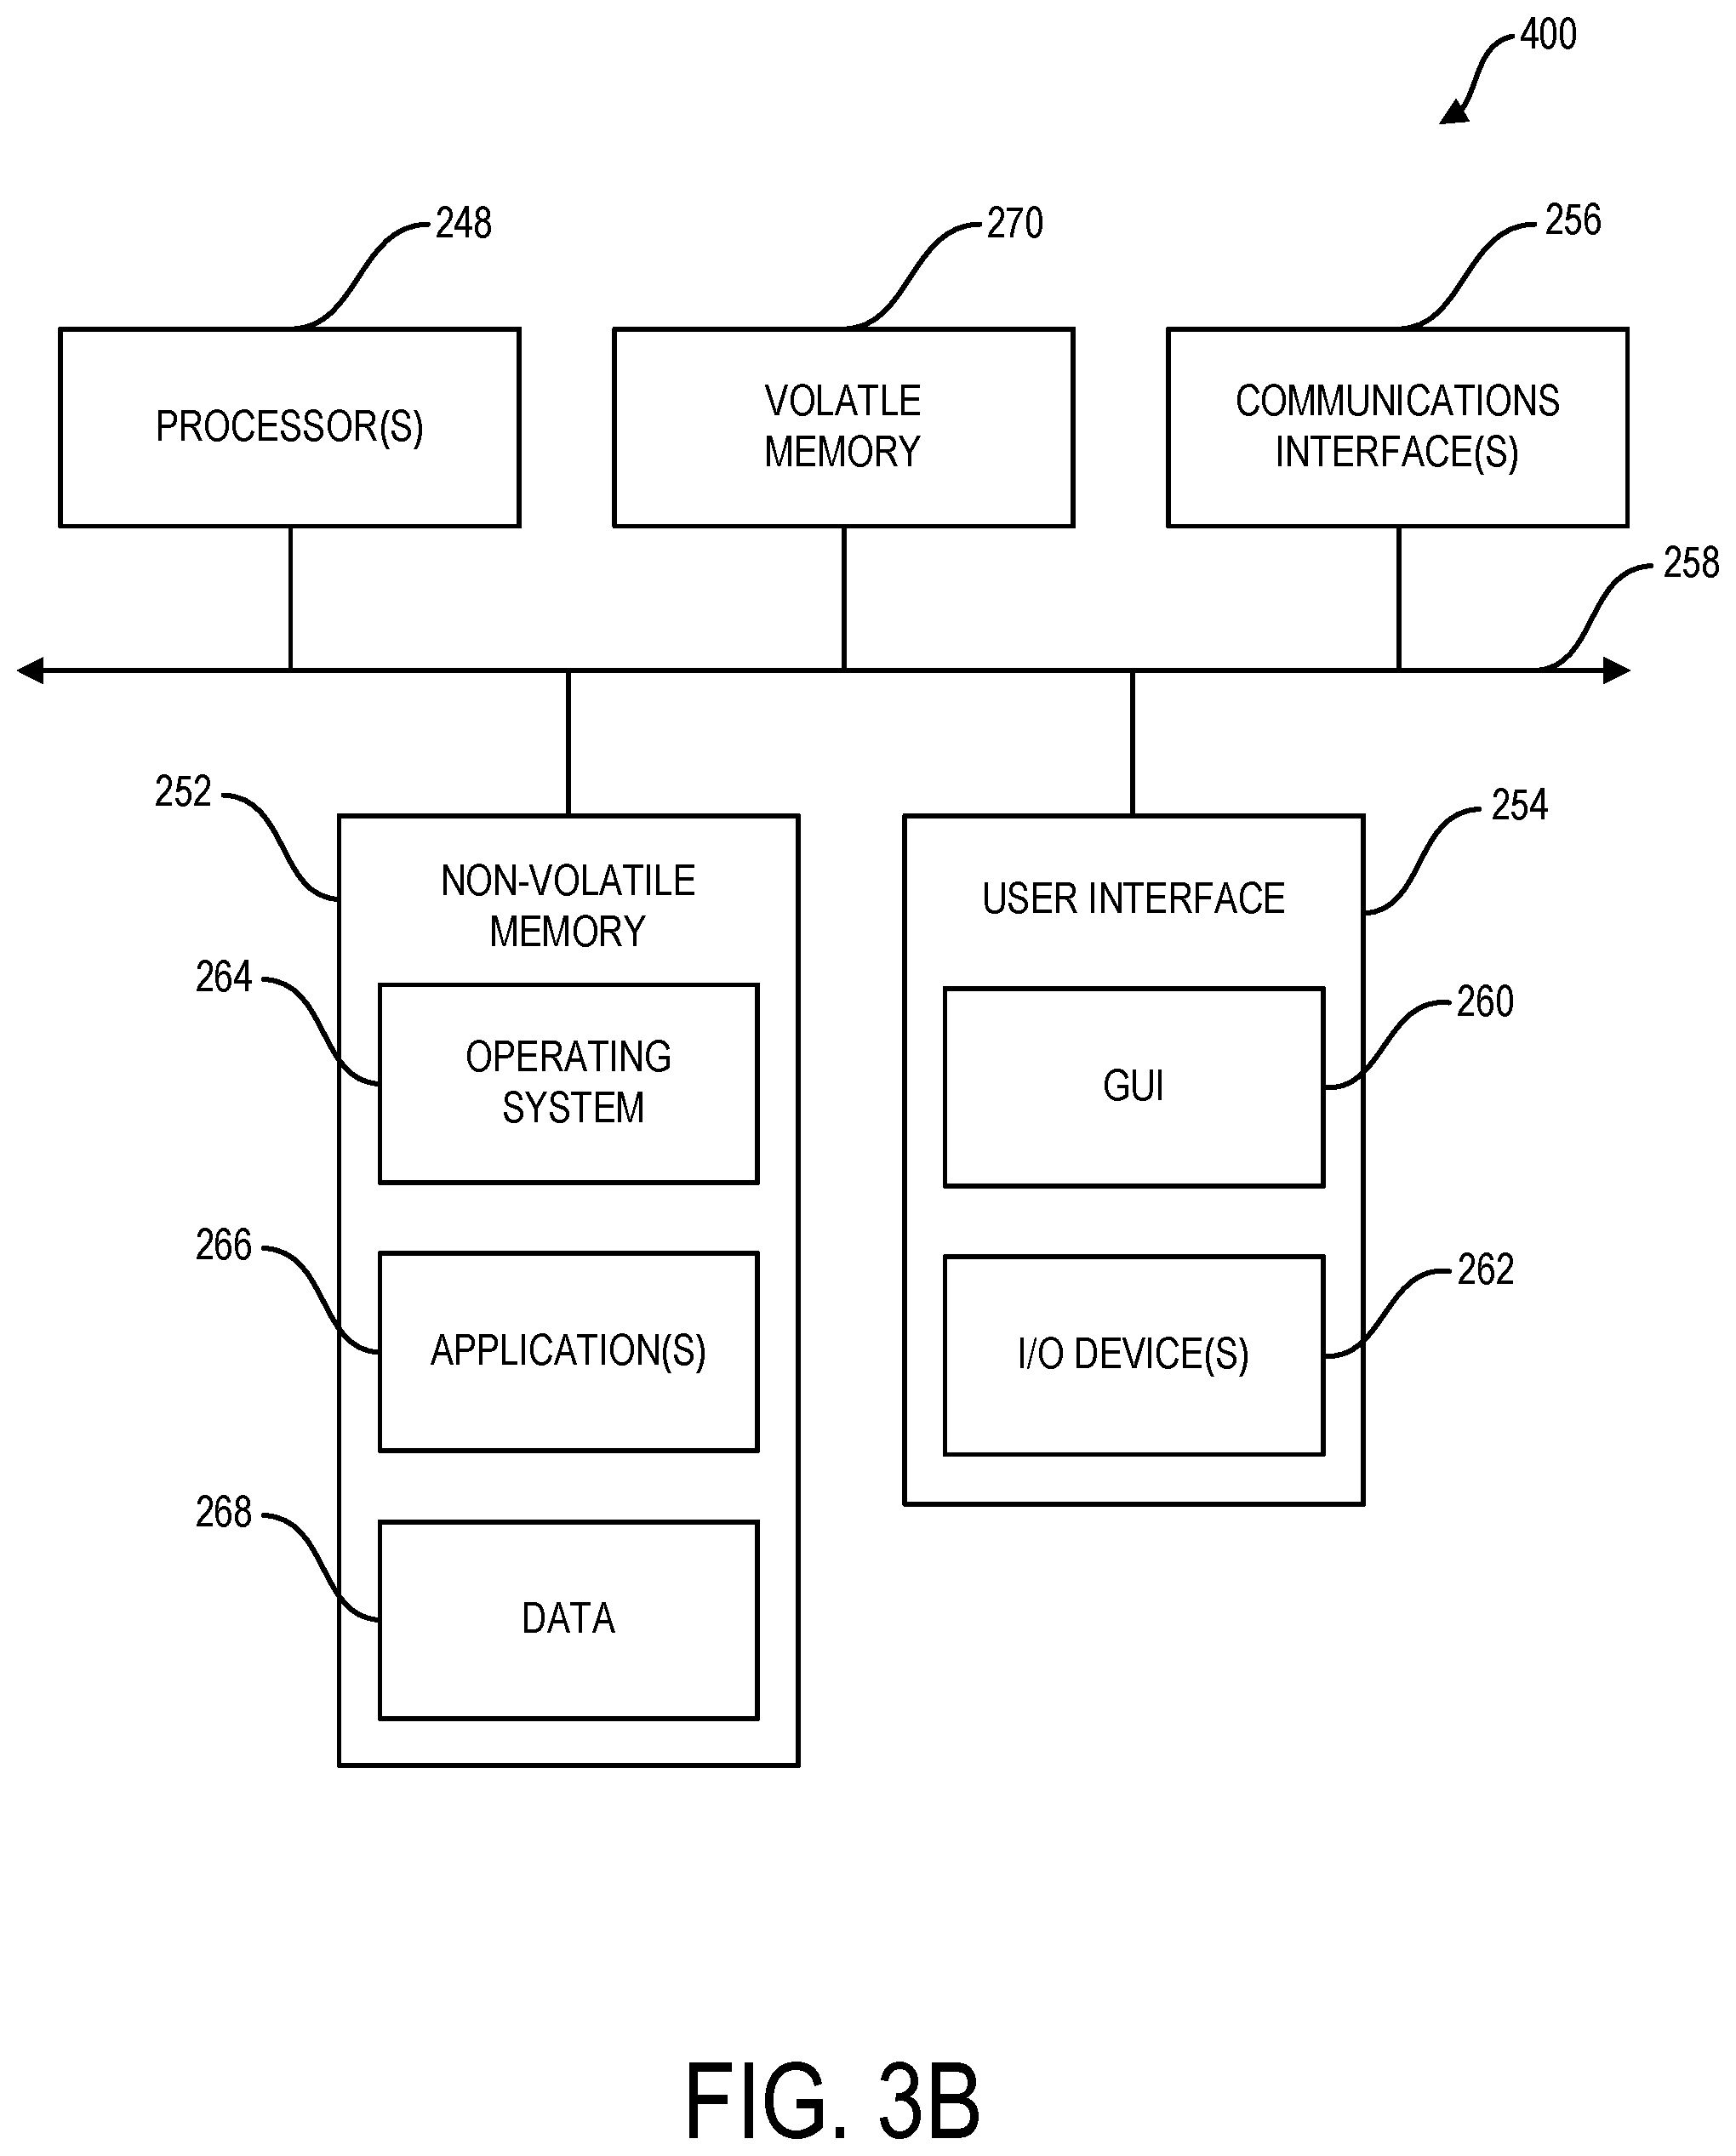 400
248
270
256
PROCESSOR(S)
VOLATLE
MEMORY
COMMUNICATIONS
INTERFACE(S)
258
252
254
NON-VOLATILE
MEMORY
USER INTERFACE
264
260
OPERATING
SYSTEM
GUI
266
262
APPLICATION(S)
I/O DEVICE(S)
268
DATA
FIG. 3B